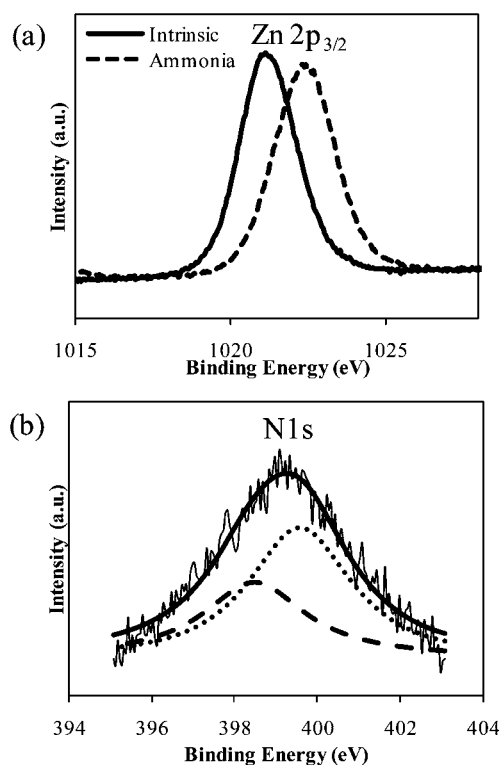 (a)
Intrinsic
Ammonia
Zn 2p3/2
Intensity (a.u.)
1015 1020 1025
Binding Energy (eV)
(b)
N1s
Intensity (a.u.)
394 396 398 400 402 404
Binding Energy (eV)